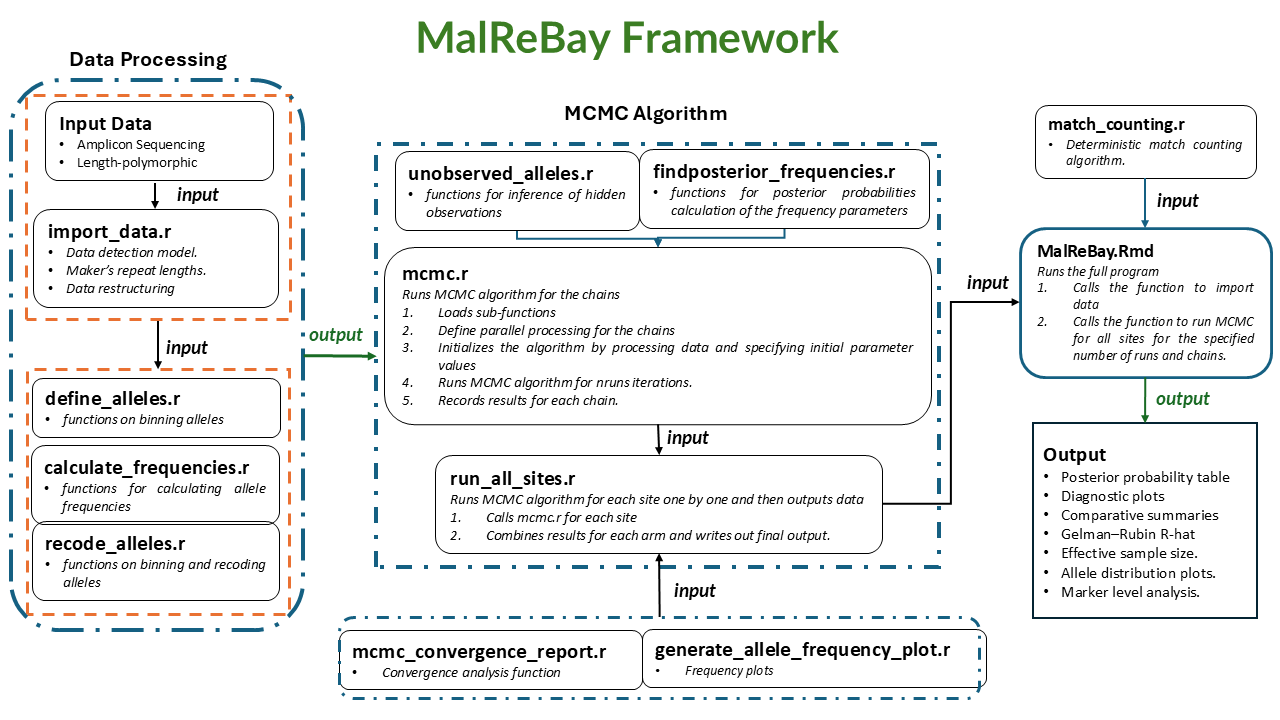 MalReBay Framework
Data Processing
Input Data
• Amplicon Sequencing
• Length-polymorphic
input
import_data.r
• Data detection model.
• Maker’s repeat lengths.
• Data restructuring
input
define_alleles.r
• functions on binning alleles
calculate_frequencies.r
• functions for calculating allele
frequencies
recode_alleles.r
• functions on binning and recoding
alleles
output
MCMC Algorithm
unobserved_alleles.r
• functions for inference of hidden
observations
findposterior_frequencies.r
• functions for posterior probabilities
calculation of the frequency parameters
mcmc.r
Runs MCMC algorithm for the chains
1. Loads sub-functions
2. Define parallel processing for the chains
3. Initializes the algorithm by processing data and specifying initial parameter
values
4. Runs MCMC algorithm for nruns iterations.
5. Records results for each chain.
input
run_all_sites.r
Runs MCMC algorithm for each site one by one and then outputs data
1. Calls mcmc.r for each site
2. Combines results for each arm and writes out final output.
input
mcmc_convergence_report.r
• Convergence analysis function
generate_allele_frequency_plot.r
• Frequency plots
input
match_counting.r
• Deterministic match counting
algorithm.
input
MalReBay.Rmd
Runs the full program
1. Calls the function to import
data
2. Calls the function to run MCMC
for all sites for the specified
number of runs and chains.
output
Output
• Posterior probability table
• Diagnostic plots
• Comparative summaries
• Gelman–Rubin R-hat
• Effective sample size.
• Allele distribution plots.
• Marker level analysis.